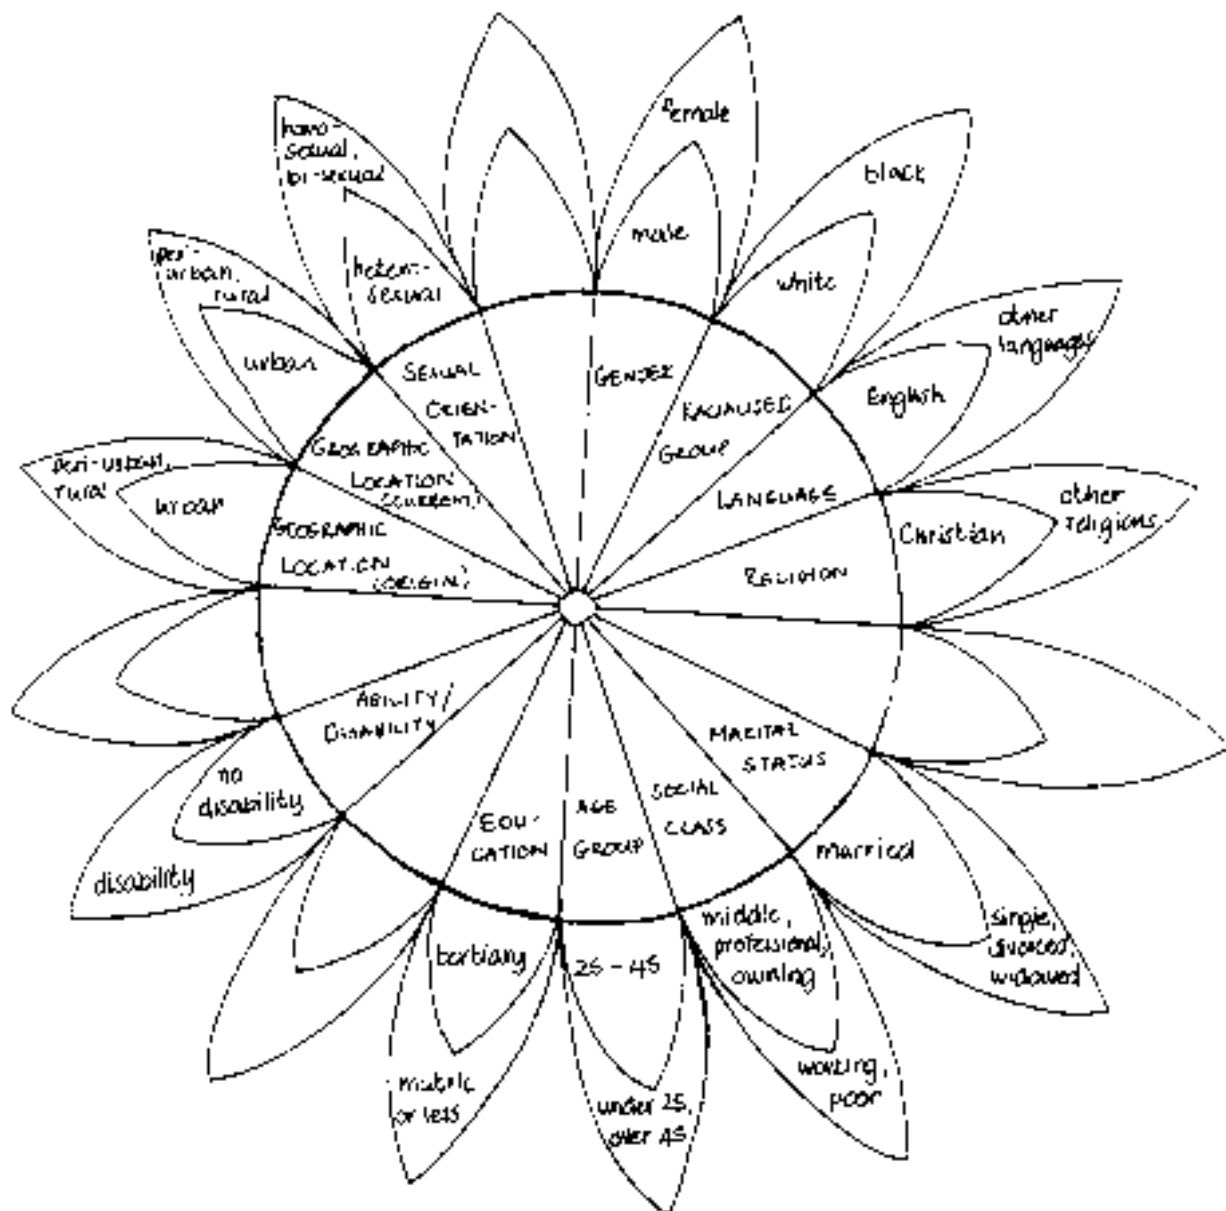 female
male
GENDER
black
white
RACIALISED
GROUP
other
languages
English
LANGUAGE
other
religions
Christian
RELIGION
MARITAL
STATUS
married
single,
divorced,
widowed
SOCIAL
CLASS
middle,
professional,
owning
working,
poor
AGE
GROUP
25-45
under 25,
over 45
EDU-
CATION
tertiary
matric
or less
ABILITY/
DISABILITY
no
disability
disability
GEOGRAPHIC
LOCATION
(ORIGIN)
urban
peri-urban,
rural
GEOGRAPHIC
LOCATION
(CURRENT)
urban
peri-
urban,
rural
SEXUAL
ORIEN-
TATION
hetero-
sexual
homo-
sexual,
bi-sexual